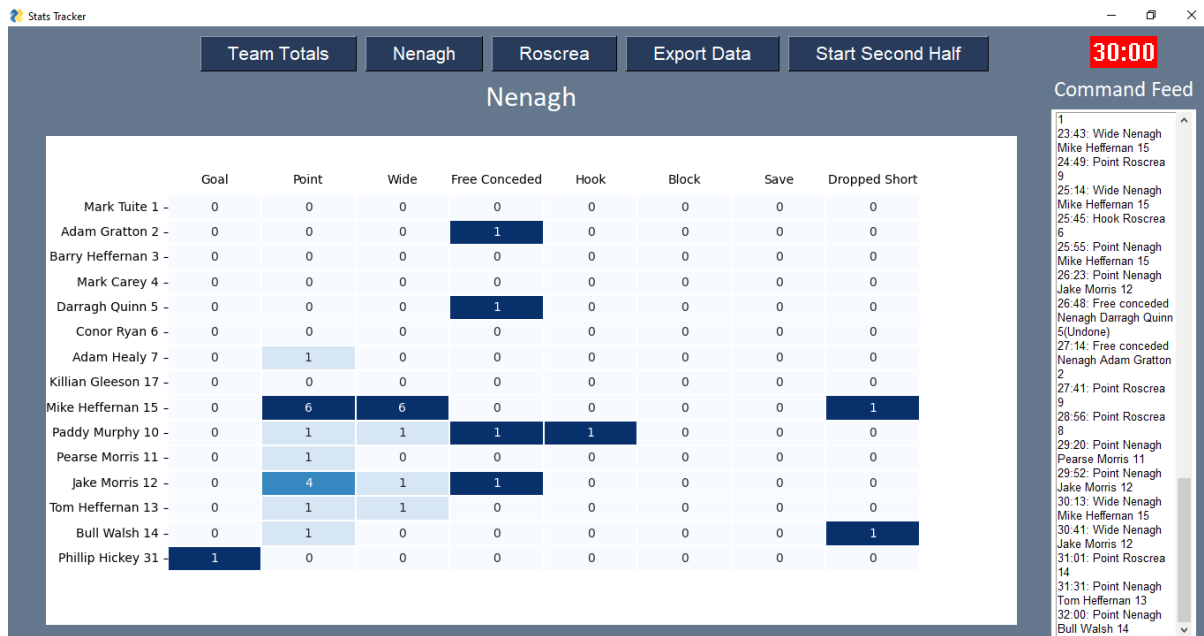 Stats Tracker
Team Totals Nenagh Roscrea Export Data Start Second Half 30:00
Nenagh
Command Feed
Goal Point Wide Free Conceded Hook Block Save Dropped Short
Mark Tuite 1 0 0 0 0 0 0 0 0
Adam Gratton 2 0 0 0 1 0 0 0 0
Barry Heffernan 3 0 0 0 0 0 0 0 0
Mark Carey 4 0 0 0 0 0 0 0 0
Darragh Quinn 5 0 0 0 1 0 0 0 0
Conor Ryan 6 0 0 0 0 0 0 0 0
Adam Healy 7 0 1 0 0 0 0 0 0
Killian Gleeson 17 0 0 0 0 0 0 0 0
Mike Heffernan 15 0 6 6 0 0 0 0 1
Paddy Murphy 10 0 1 1 1 1 0 0 0
Pearse Morris 11 0 1 0 0 0 0 0 0
Jake Morris 12 0 4 1 1 0 0 0 0
Tom Heffernan 13 0 1 1 0 0 0 0 0
Bull Walsh 14 0 1 0 0 0 0 0 1
Phillip Hickey 31 1 0 0 0 0 0 0 0
1
23:43: Wide Nenagh
Mike Heffernan 15
24:49: Point Roscrea
9
25:14: Wide Nenagh
Mike Heffernan 15
25:45: Hook Roscrea
6
25:55: Point Nenagh
Mike Heffernan 15
26:23: Point Nenagh
Jake Morris 12
26:48: Free conceded
Nenagh Darragh Quinn
5(Undone)
27:14: Free conceded
Nenagh Adam Gratton
2
27:41: Point Roscrea
9
28:56: Point Roscrea
8
29:20: Point Nenagh
Pearse Morris 11
29:52: Point Nenagh
Jake Morris 12
30:13: Wide Nenagh
Mike Heffernan 15
30:41: Wide Nenagh
Jake Morris 12
31:01: Point Roscrea
14
31:31: Point Nenagh
Tom Heffernan 13
32:00: Point Nenagh
Bull Walsh 14